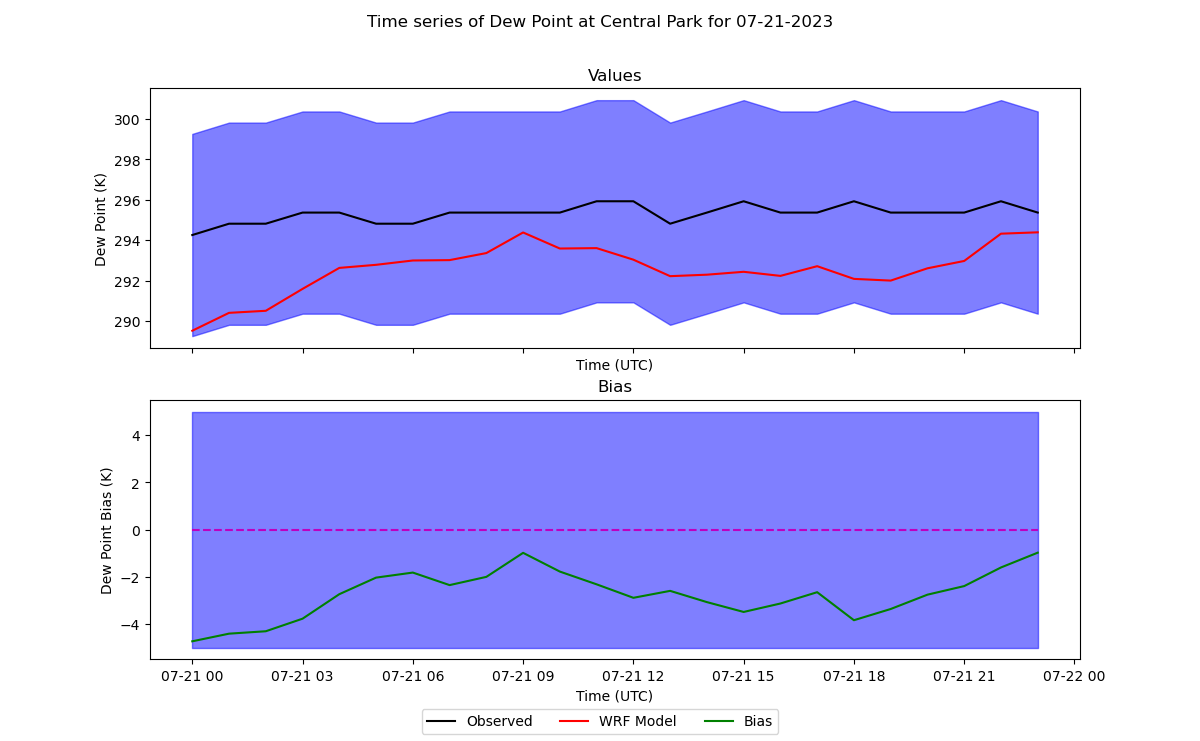 Time series of Dew Point at Central Park for 07-21-2023
Values
300
298
296
294
292
290
Dew Point (K)
Time (UTC)
Bias
4
2
0
−2
−4
Dew Point Bias (K)
07-21 00 07-21 03 07-21 06 07-21 09 07-21 12 07-21 15 07-21 18 07-21 21 07-22 00
Time (UTC)
Observed WRF Model Bias